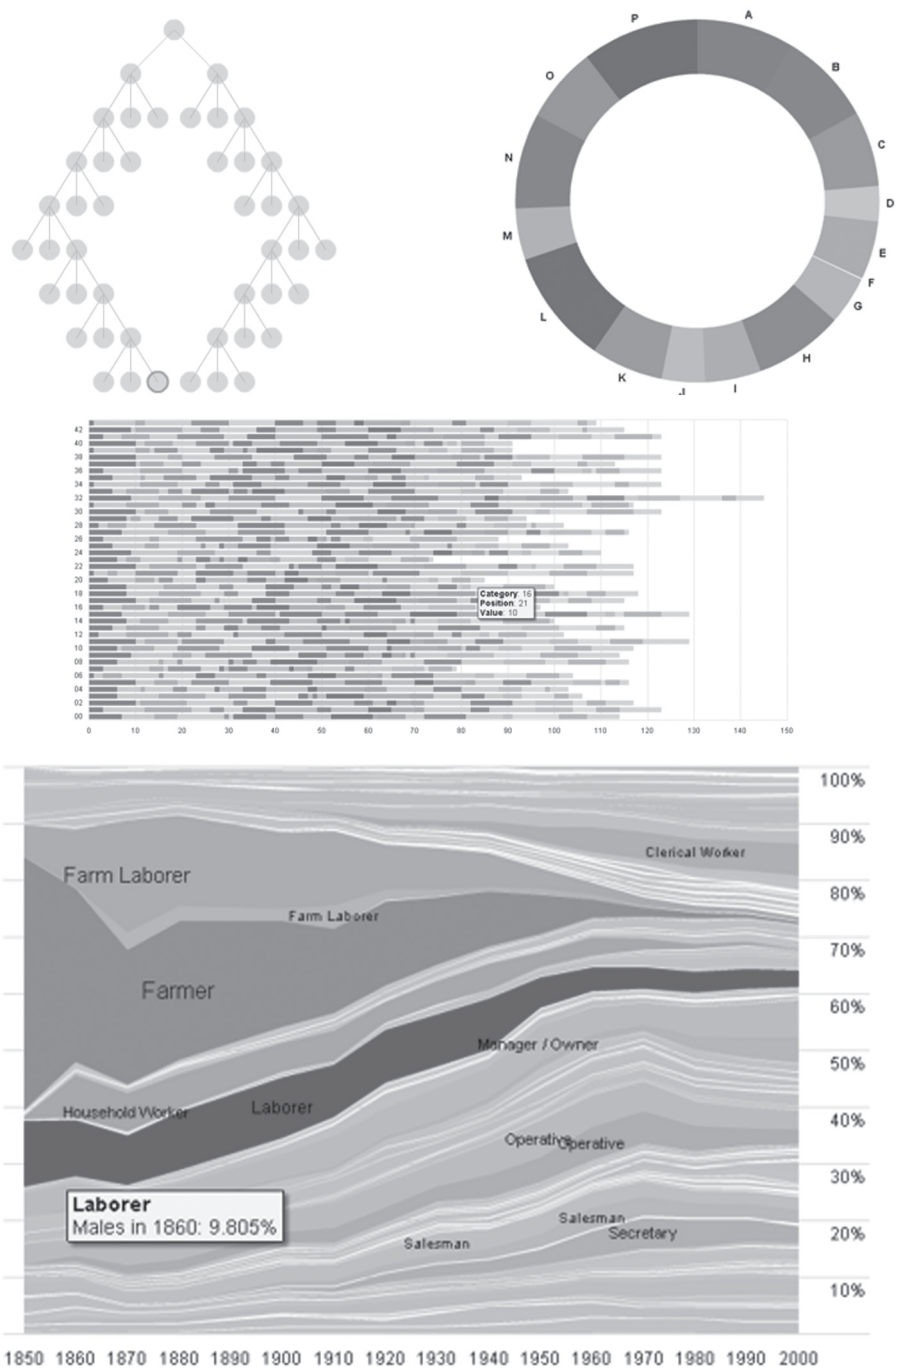 P
A
O
B
N
C
M
D
E
F
G
L
H
K
J
I
42
40
38
36
34
32
30
28
26
24
22
20
18
16
14
12
10
08
06
04
02
00
Category: 16
Position: 21
Value: 10
0 10 20 30 40 50 60 70 80 90 100 110 120 130 140 150
100%
90%
Clerical Worker
Farm Laborer
80%
Farm Laborer
70%
Farmer
60%
Manager / Owner
50%
Household Worker
Laborer
40%
Operative
Operative
30%
Laborer
Males in 1860: 9.805%
Salesman
Secretary
20%
Salesman
10%
1850 1860 1870 1880 1890 1900 1910 1920 1930 1940 1950 1960 1970 1980 1990 2000